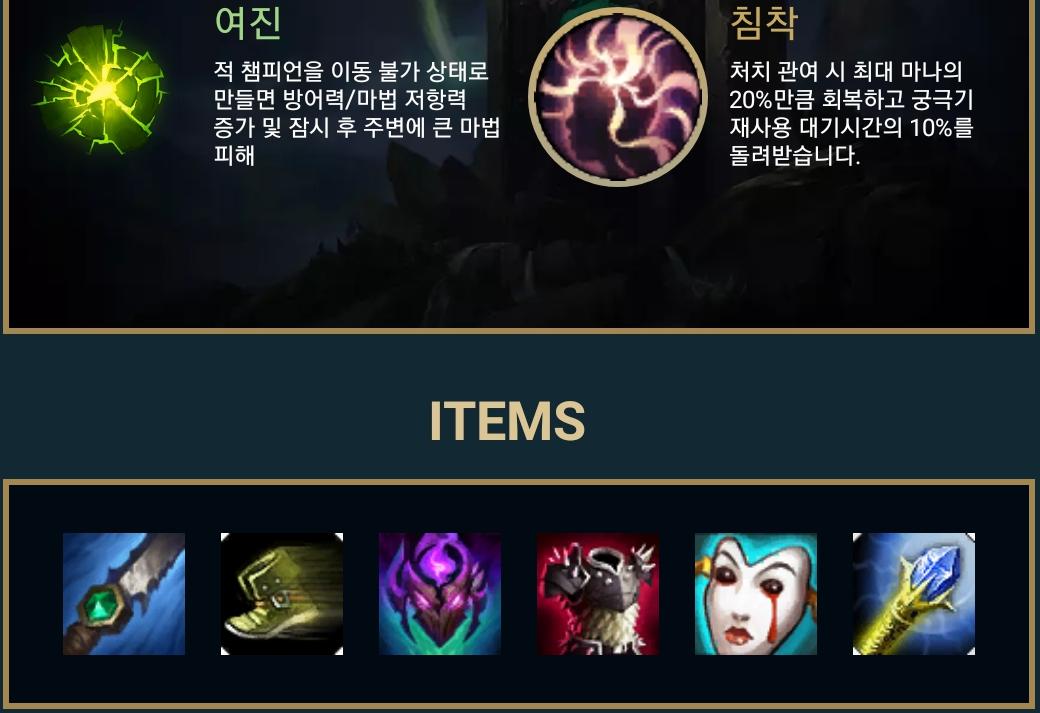 여진
적 챔피언을 이동 불가 상태로
만들면 방어력/마법 저항력
증가 및 잠시 후 주변에 큰 마법
피해
침착
처치 관여 시 최대 마나의
20%만큼 회복하고 궁극기
재사용 대기시간의 10%를
돌려받습니다.
ITEMS